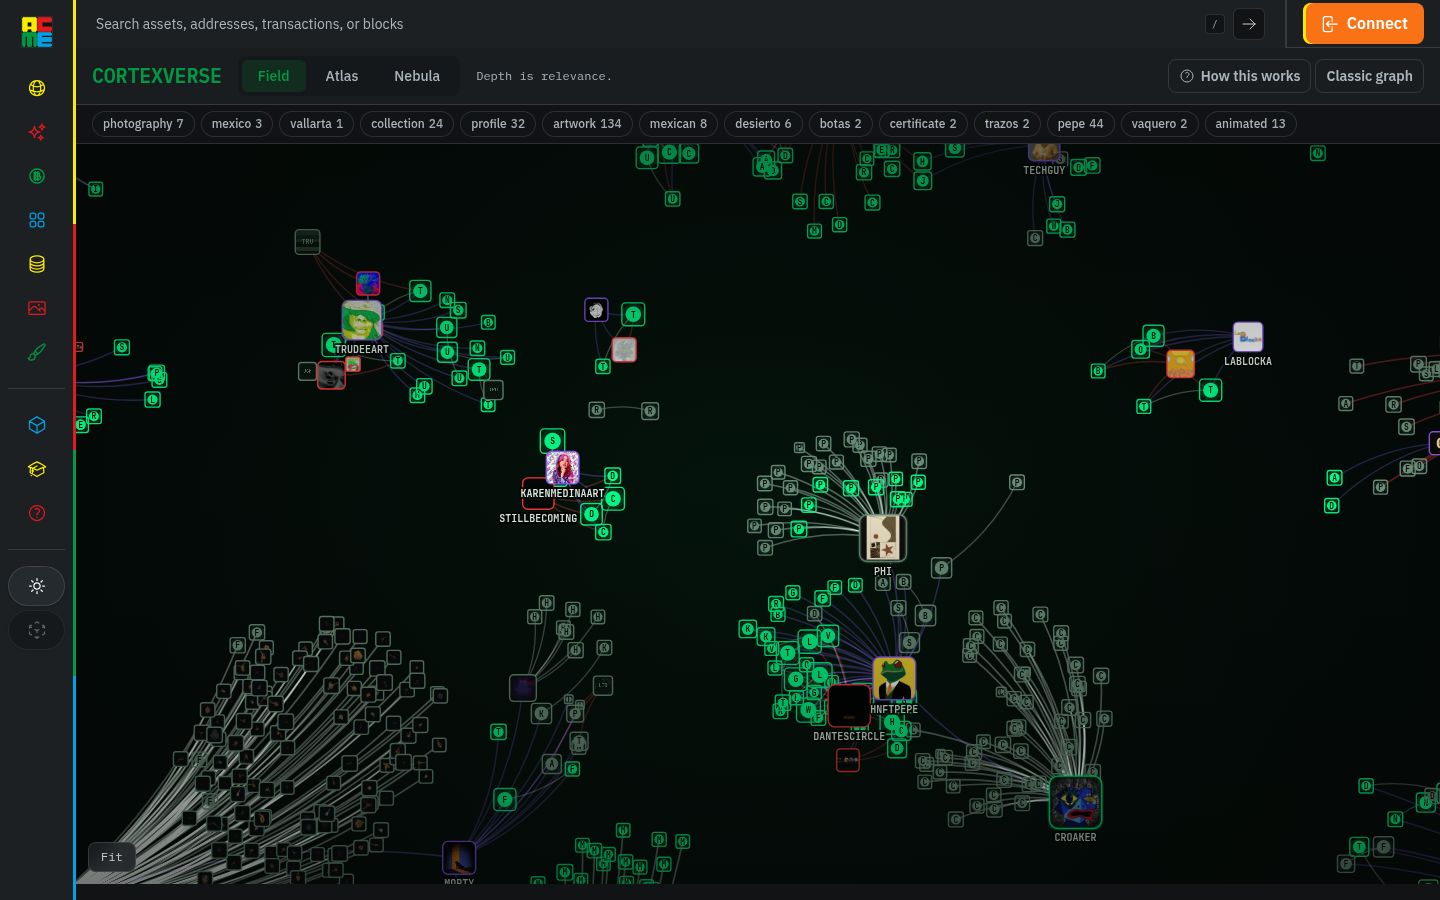 ACME
Search assets, addresses, transactions, or blocks
/
Connect
CORTEXVERSE
Field
Atlas
Nebula
Depth is relevance.
How this works
Classic graph
photography 7
mexico 3
vallarta 1
collection 24
profile 32
artwork 134
mexican 8
desierto 6
botas 2
certificate 2
trazos 2
pepe 44
vaquero 2
animated 13
TECHGUY
TRU
TRUDEEART
LABLOCKA
KARENMEDINAART
STILLBECOMING
PHI
HNFTPEPE
DANTESCIRCLE
CROAKER
MORTY
Fit